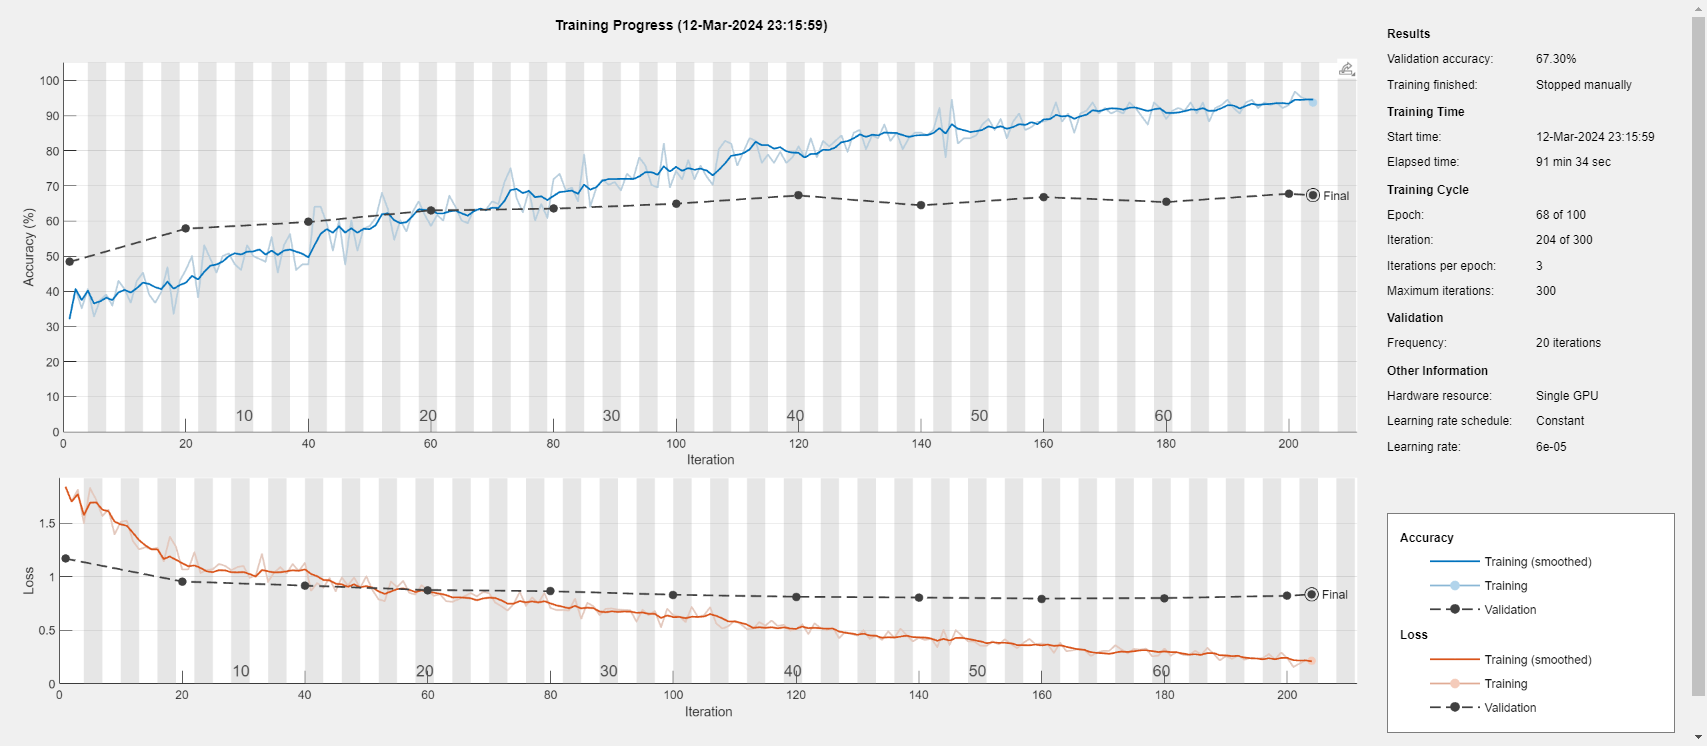 Training Progress (12-Mar-2024 23:15:59)
100
90
80
70
60
50
40
30
20
10
0
Accuracy (%)
Final
10 20 30 40 50 60
0 20 40 60 80 100 120 140 160 180 200
Iteration
1.5
1
0.5
0
Loss
Final
10 20 30 40 50 60
0 20 40 60 80 100 120 140 160 180 200
Iteration
Results
Validation accuracy: 67.30%
Training finished: Stopped manually
Training Time
Start time: 12-Mar-2024 23:15:59
Elapsed time: 91 min 34 sec
Training Cycle
Epoch: 68 of 100
Iteration: 204 of 300
Iterations per epoch: 3
Maximum iterations: 300
Validation
Frequency: 20 iterations
Other Information
Hardware resource: Single GPU
Learning rate schedule: Constant
Learning rate: 6e-05
Accuracy
Training (smoothed)
Training
Validation
Loss
Training (smoothed)
Training
Validation